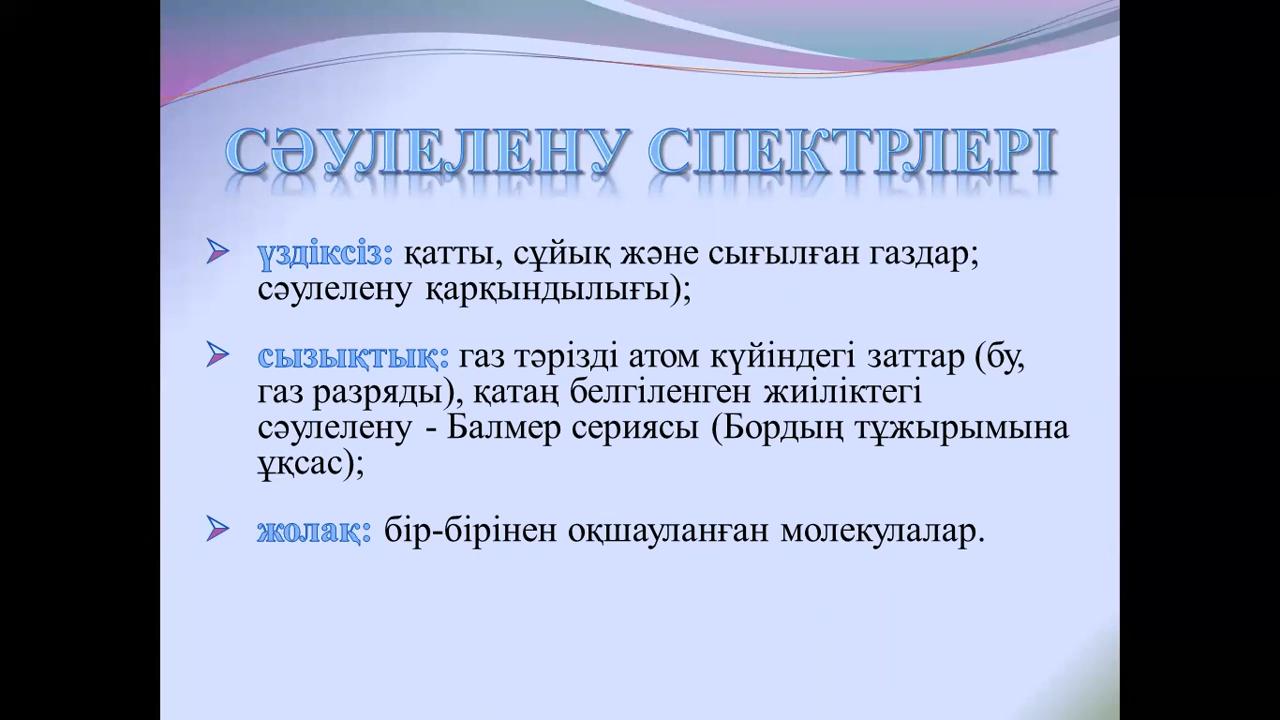 СӘУЛЕЛЕНУ СПЕКТРЛЕРІ
үздіксіз: қатты, сұйық және сығылған газдар;
сәулелену қарқындылығы);
сызықтық: газ тәрізді атом күйіндегі заттар (бу,
газ разряды), қатаң белгіленген жиіліктегі
сәулелену - Балмер сериясы (Бордың тұжырымына
ұқсас);
жолақ: бір-бірінен оқшауланған молекулалар.